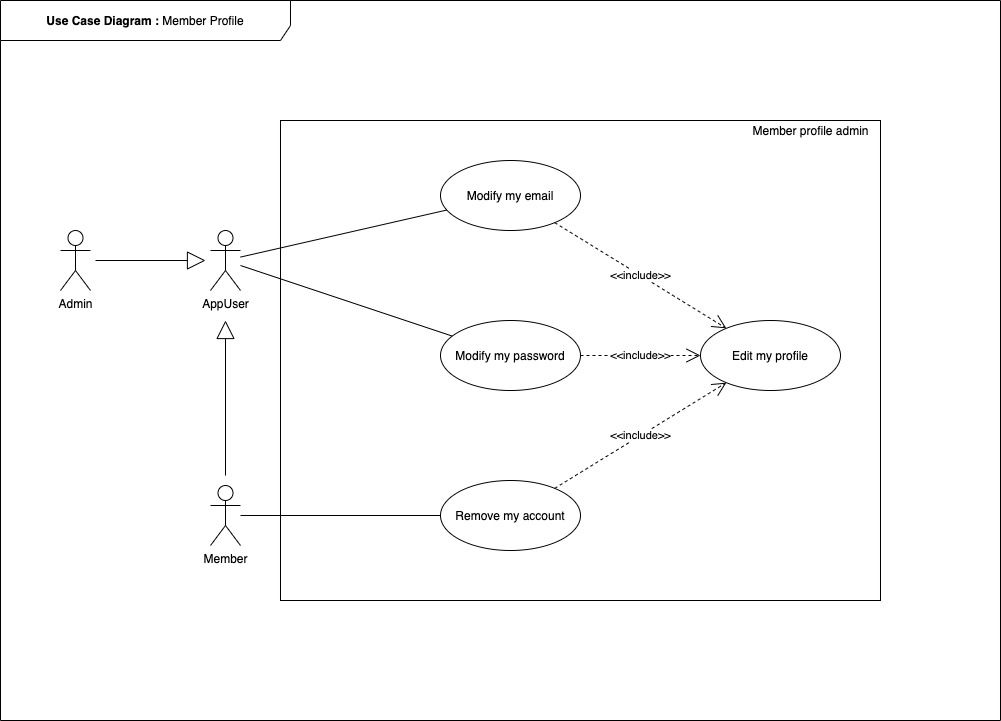 Use Case Diagram : Member Profile
Member profile admin
Modify my email
<<include>>
Admin
AppUser
Modify my password
<<include>>
Edit my profile
<<include>>
Remove my account
Member